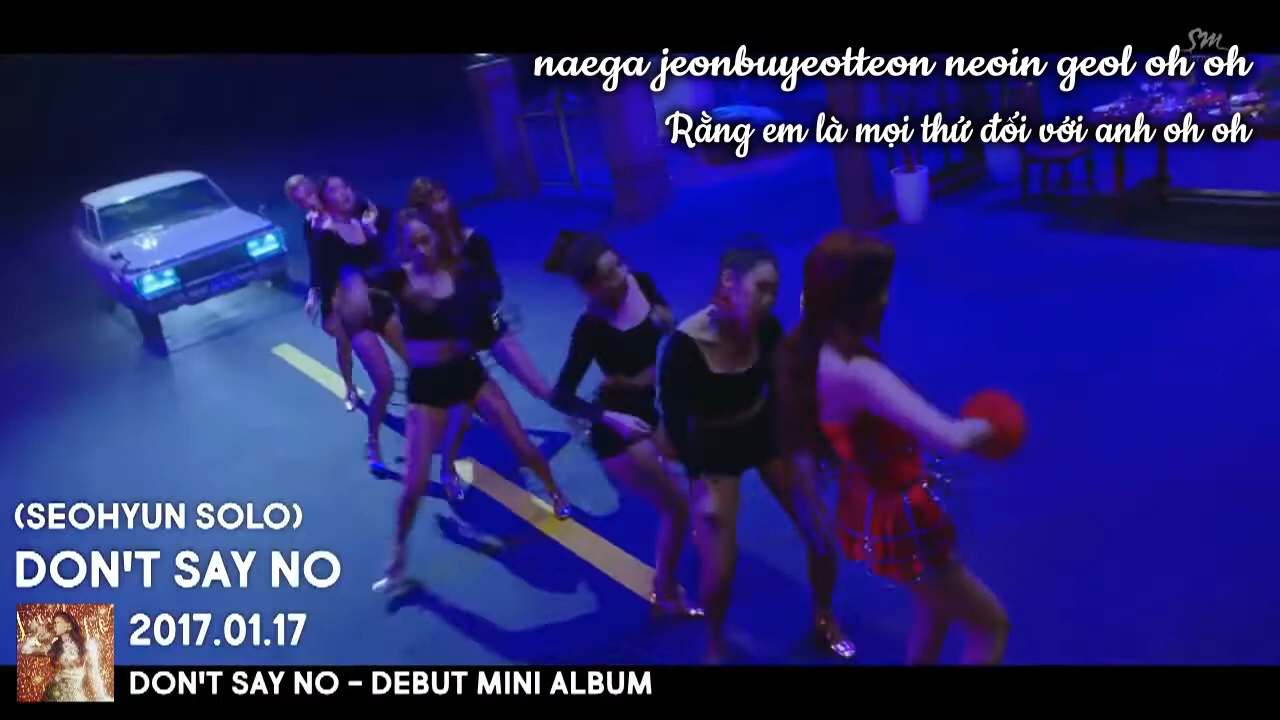 SM
naega jeonbuyeotteon neoin geol oh oh
Rằng em là mọi thứ đối với anh oh oh
(SEOHYUN SOLO)
DON'T SAY NO
2017.01.17
DON'T SAY NO - DEBUT MINI ALBUM